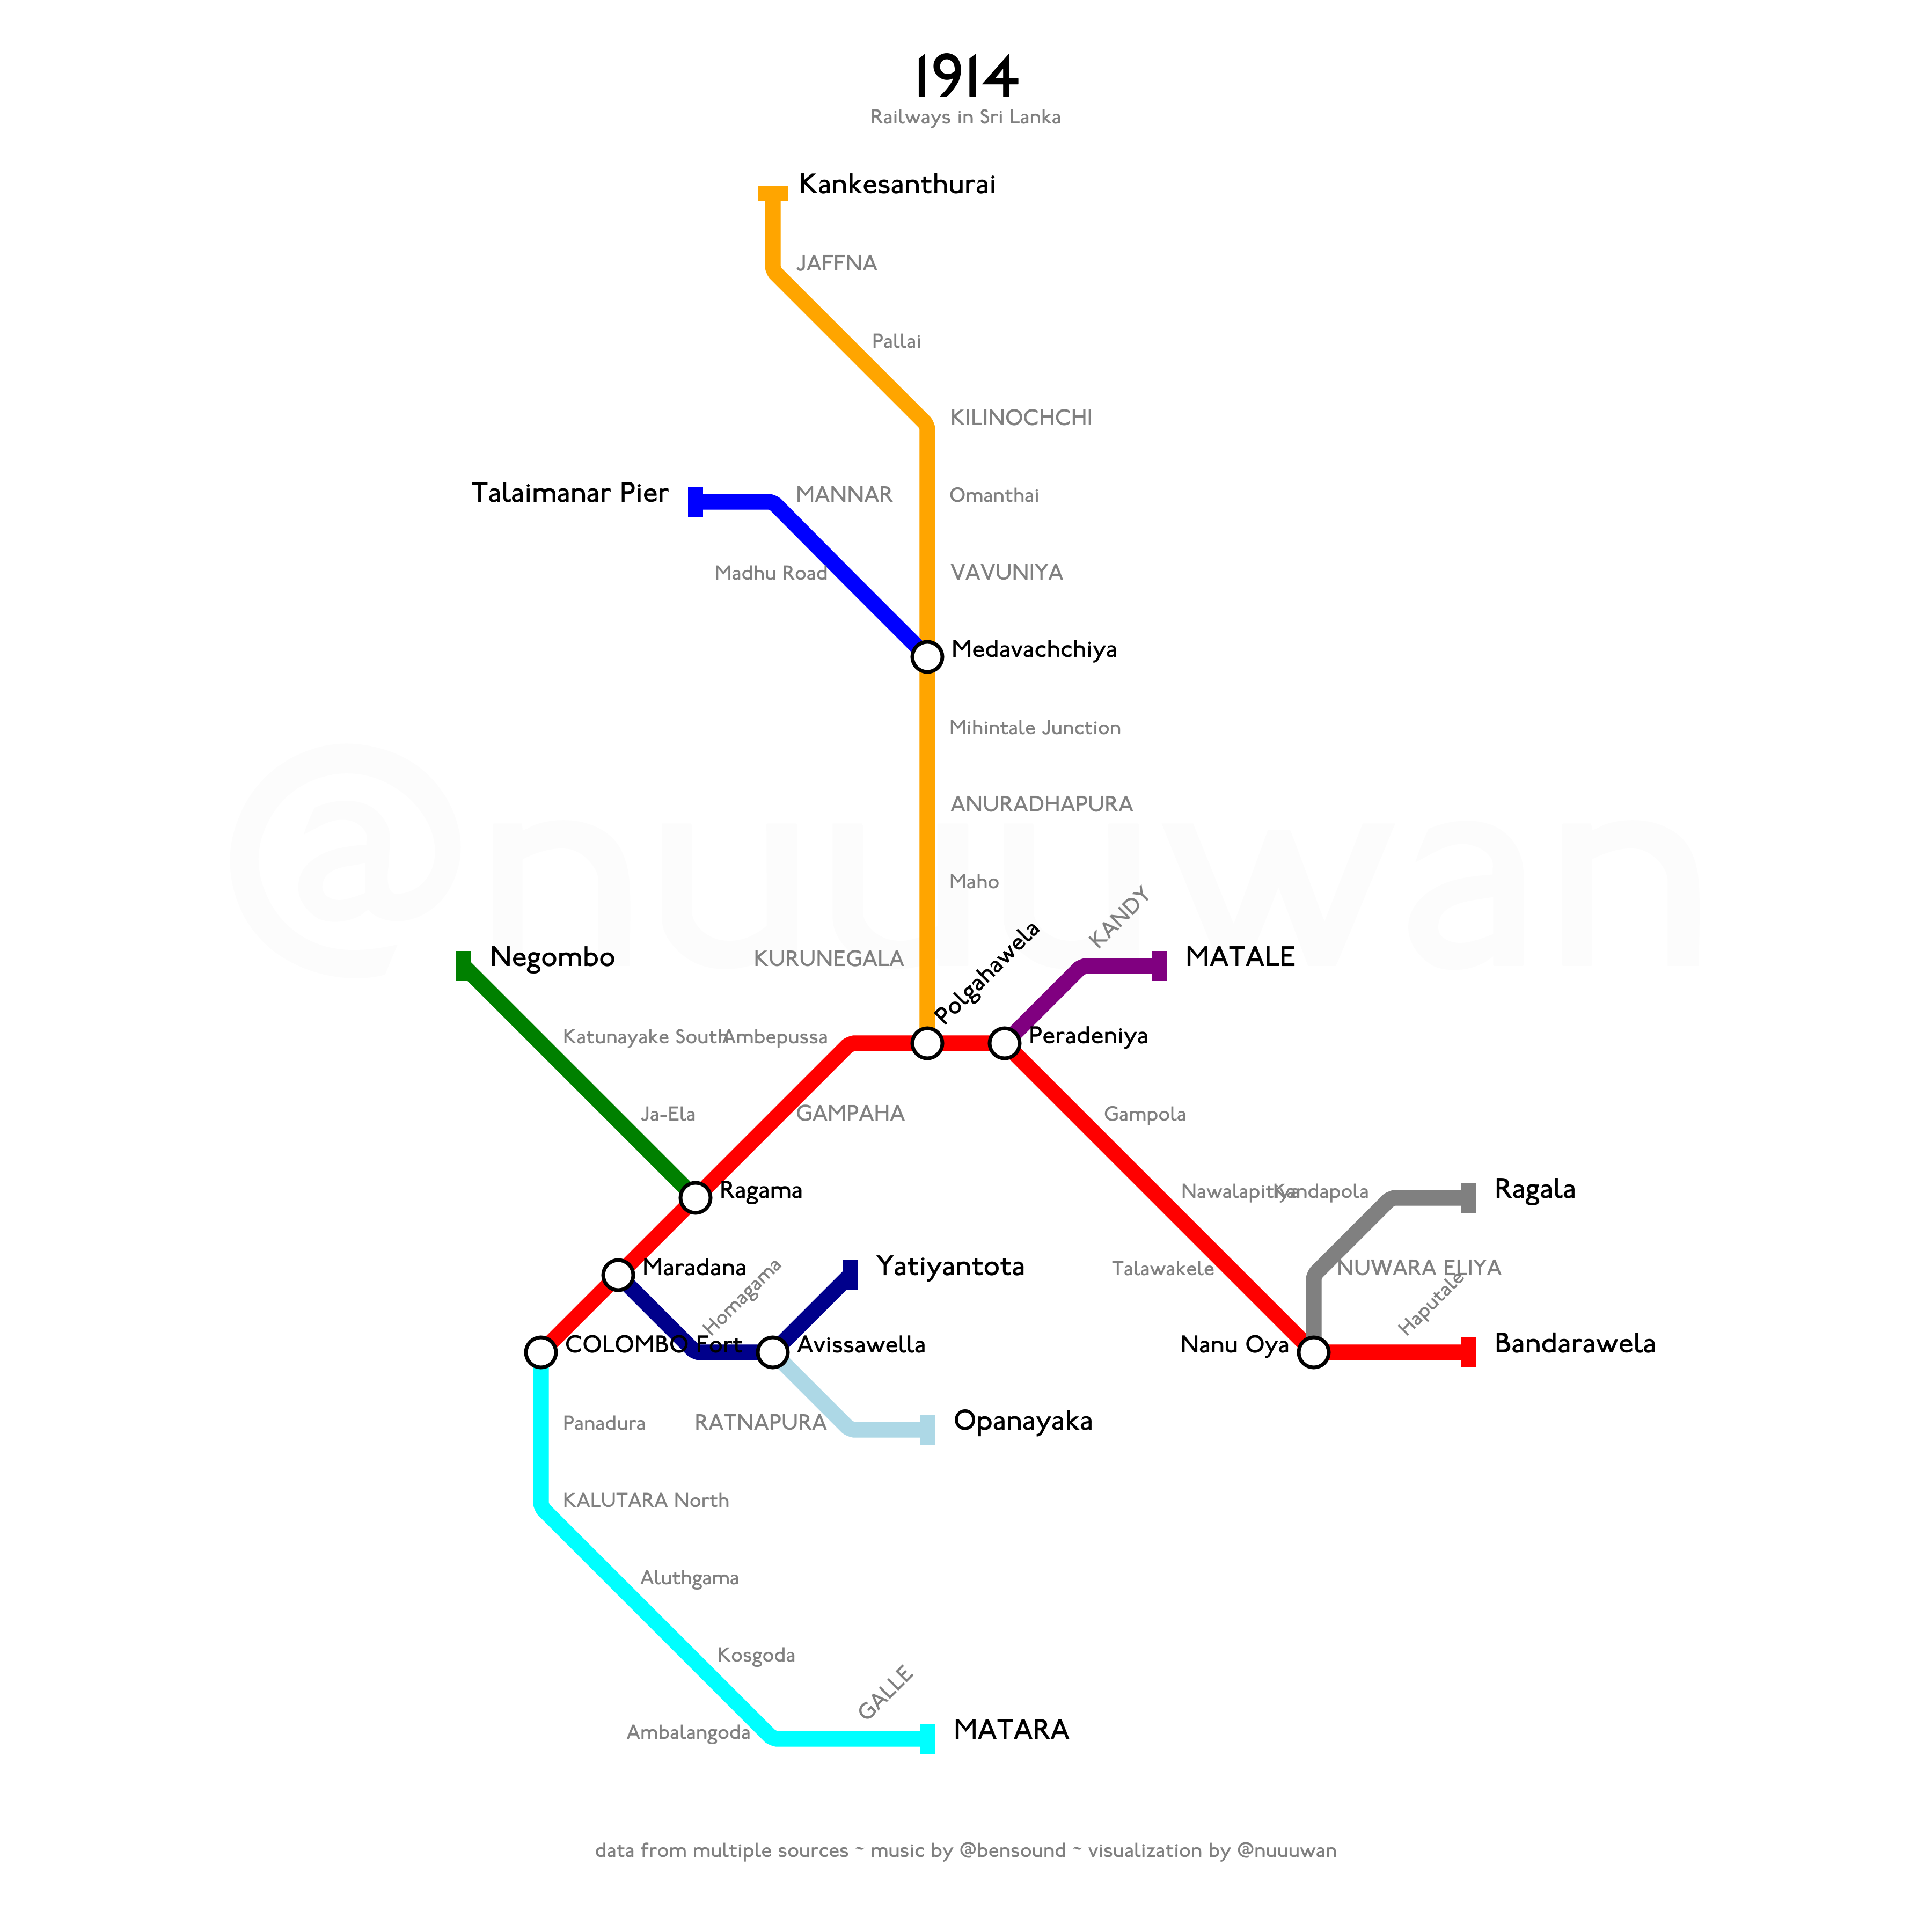 1914
Railways in Sri Lanka
Kankesanthurai
JAFFNA
Pallai
KILINOCHCHI
Talaimanar Pier
MANNAR
Omanthai
Madhu Road
VAVUNIYA
Medavachchiya
Mihintale Junction
ANURADHAPURA
@nuuuwan
Maho
KANDY
Negombo
KURUNEGALA
Polgahawela
MATALE
Katunayake South
Ambepussa
Peradeniya
Ja-Ela
GAMPAHA
Gampola
Ragama
Nawalapitiya
Kandapola
Ragala
Maradana
Homagama
Yatiyantota
Talawakele
NUWARA ELIYA
Haputale
COLOMBO Fort
Avissawella
Nanu Oya
Bandarawela
Panadura
RATNAPURA
Opanayaka
KALUTARA North
Aluthgama
Kosgoda
GALLE
Ambalangoda
MATARA
data from multiple sources ~ music by @bensound ~ visualization by @nuuuwan